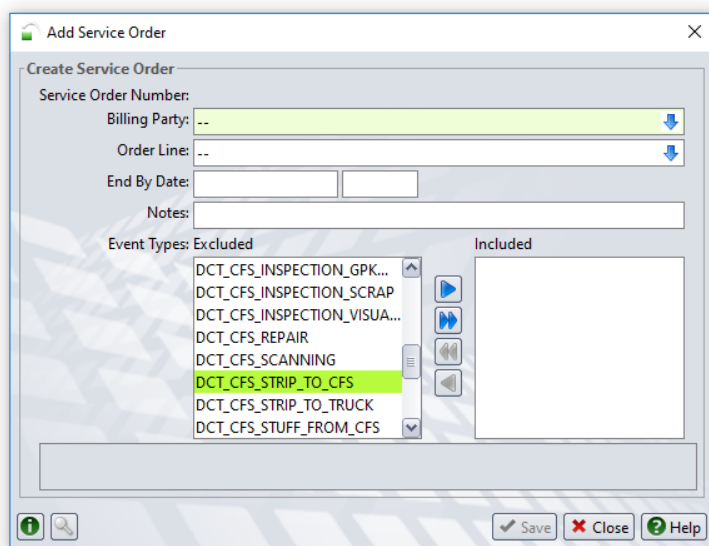 Add Service Order
Create Service Order
Service Order Number:
Billing Party: --
Order Line: --
End By Date:
Notes:
Event Types: Excluded Included
DCT_CFS_INSPECTION_GPK...
DCT_CFS_INSPECTION_SCRAP
DCT_CFS_INSPECTION_VISUA...
DCT_CFS_REPAIR
DCT_CFS_SCANNING
DCT_CFS_STRIP_TO_CFS
DCT_CFS_STRIP_TO_TRUCK
DCT_CFS_STUFF_FROM_CFS
Save Close Help